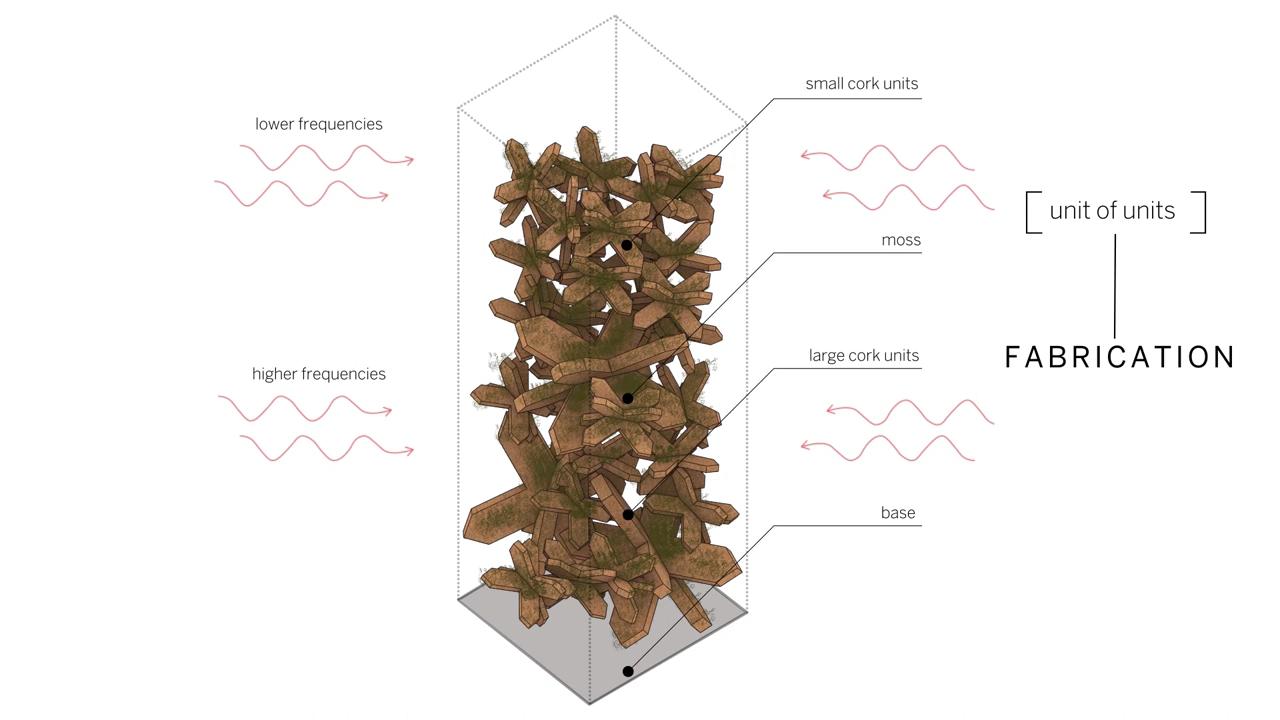 small cork units
lower frequencies
unit of units
moss
large cork units
FABRICATION
higher frequencies
base